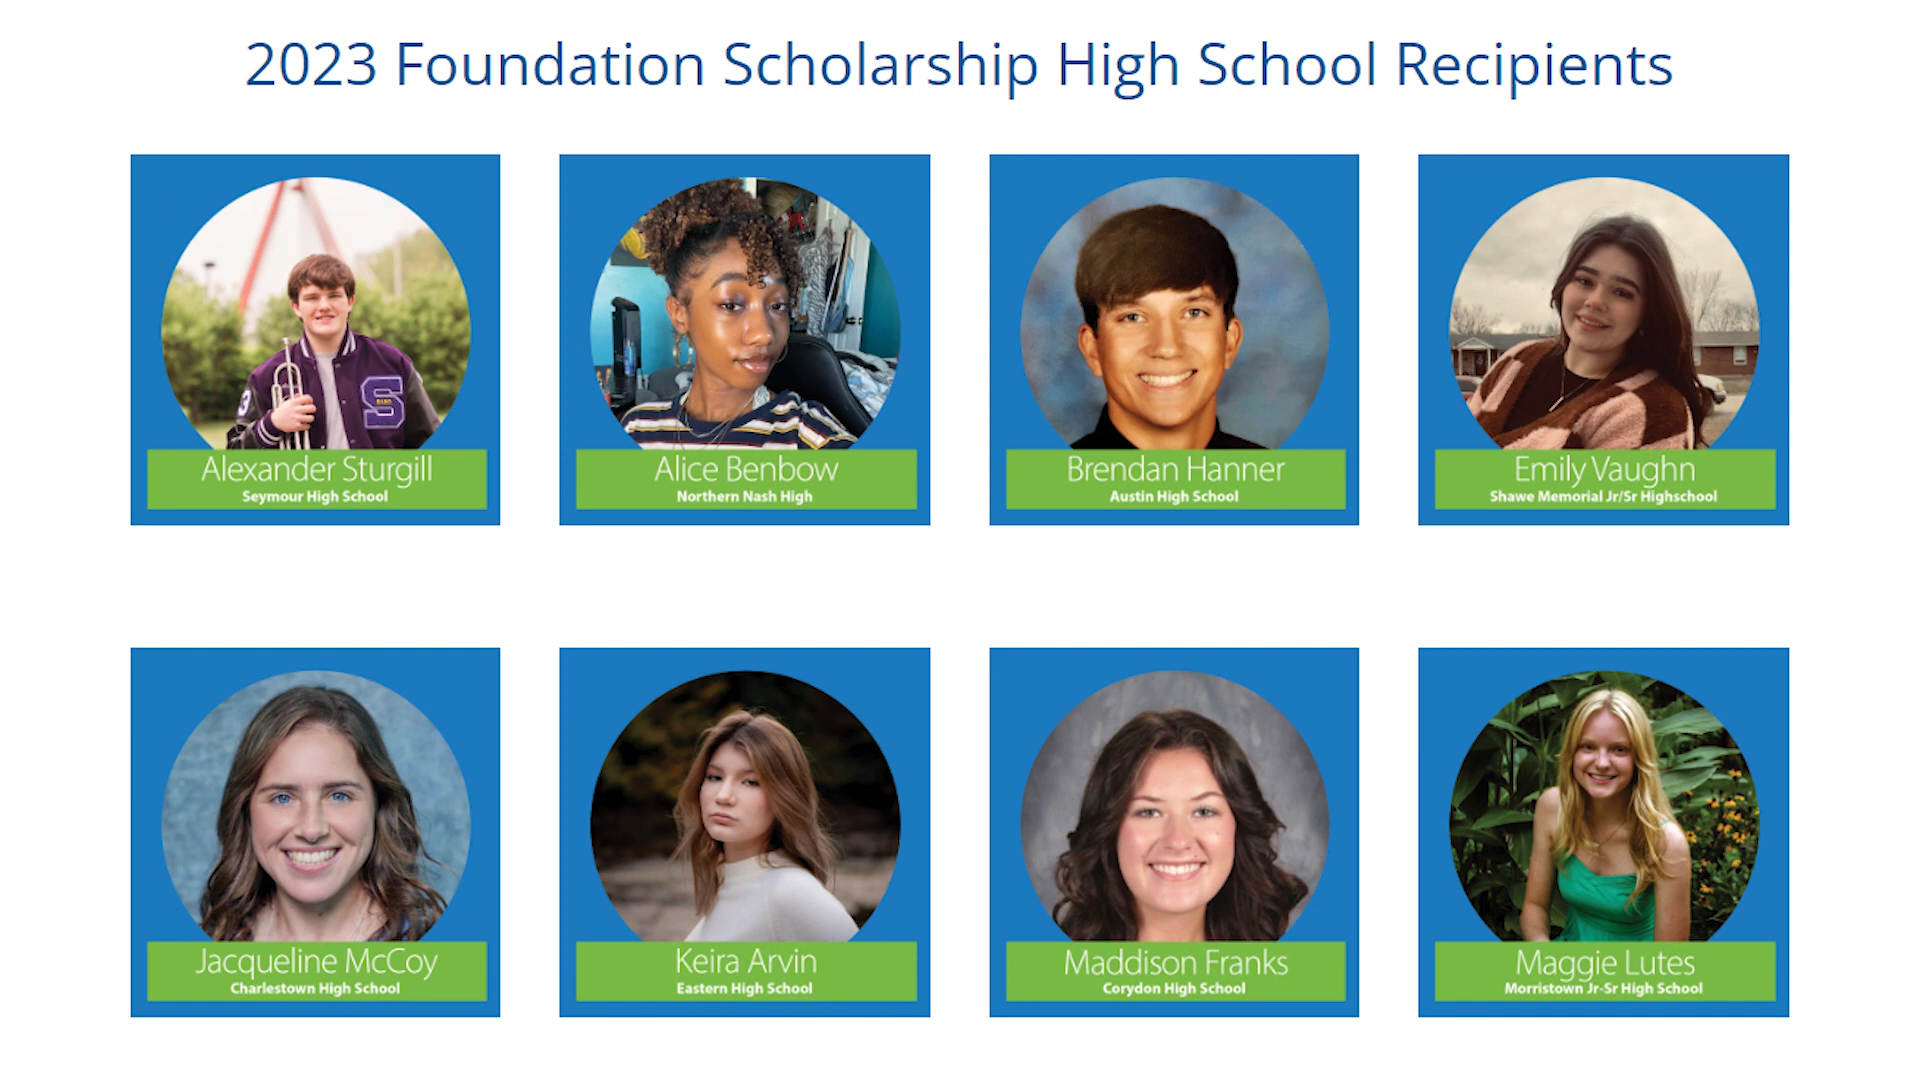 2023 Foundation Scholarship High School Recipients
Alexander Sturgill
Seymour High School
Alice Benbow
Northern Nash High
Brendan Hanner
Austin High School
Emily Vaughn
Shawe Memorial Jr/Sr Highschool
Jacqueline McCoy
Charlestown High School
Keira Arvin
Eastern High School
Maddison Franks
Corydon High School
Maggie Lutes
Morristown Jr-Sr High School
S
BAND
3